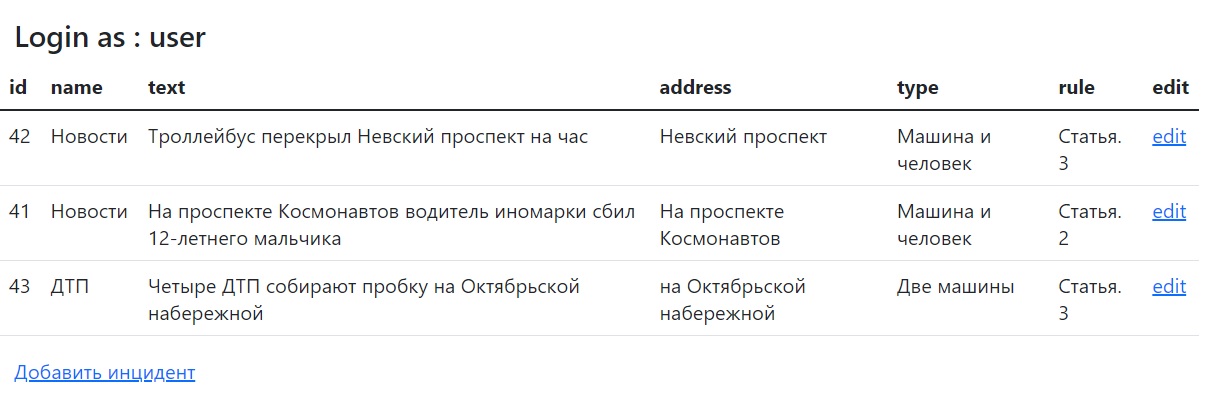 Login as : user
id name text address type rule edit
42 Новости Троллейбус перекрыл Невский проспект на час Невский проспект Машина и Статья. edit
человек 3
41 Новости На проспекте Космонавтов водитель иномарки сбил На проспекте Машина и Статья. edit
12-летнего мальчика Космонавтов человек 2
43 ДТП Четыре ДТП собирают пробку на Октябрьской на Октябрьской Две машины Статья. edit
набережной набережной 3
Добавить инцидент